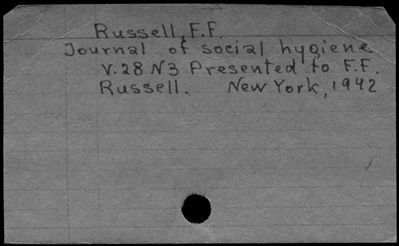 Russell, F.F.
Journal of social hygiene
V.28 N3 Presented to F.F.
Russell. New York, 1942